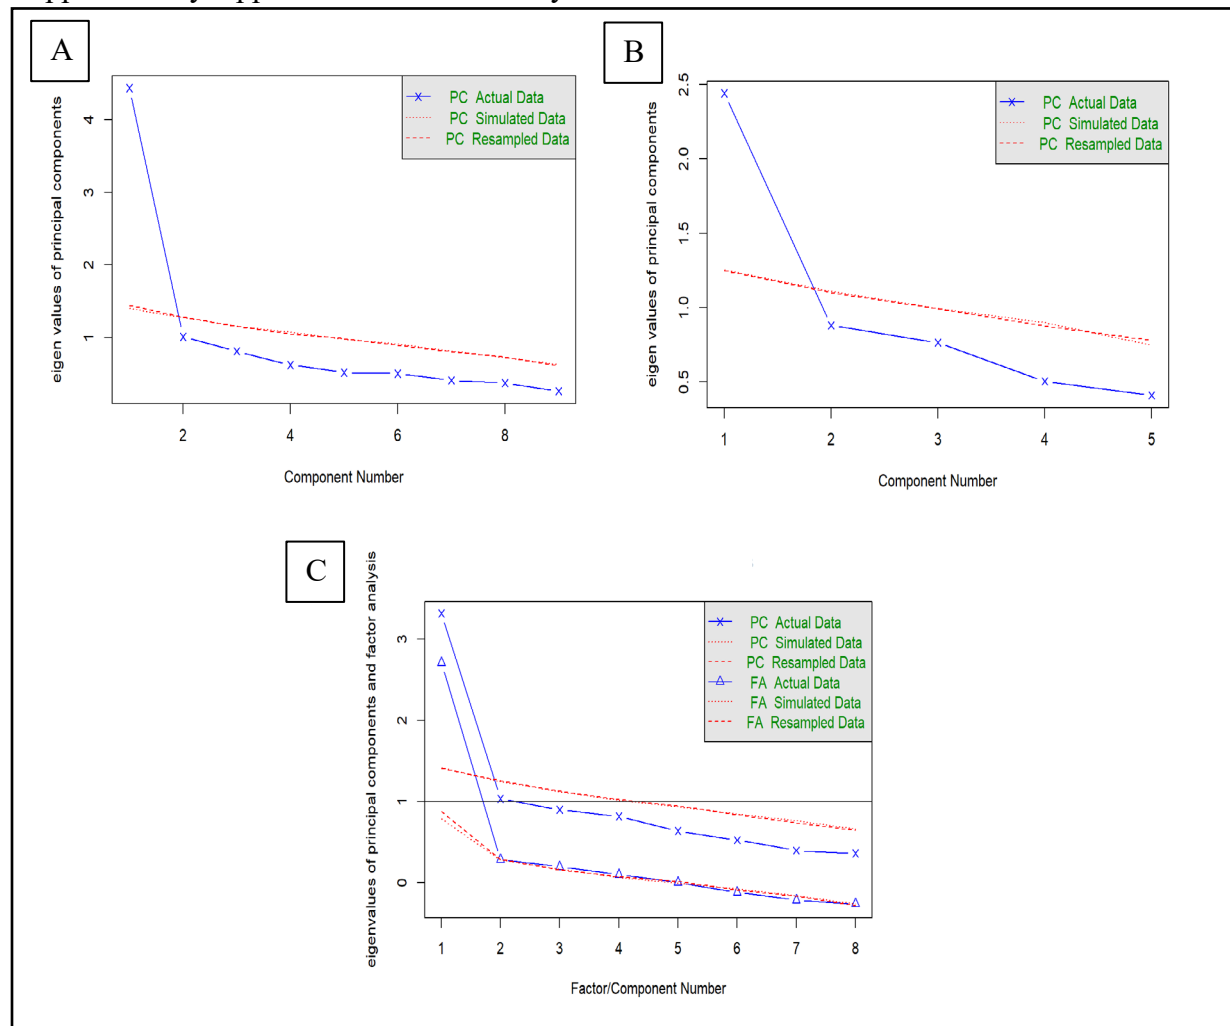 A
eigen values of principal components
4
3
2
1
PC Actual Data
PC Simulated Data
PC Resampled Data
2
4
6
8
Component Number
B
eigen values of principal components
2.5
2.0
1.5
1.0
0.5
PC Actual Data
PC Simulated Data
PC Resampled Data
1
2
3
4
5
Component Number
C
eigenvalues of principal components and factor analysis
3
2
1
0
PC Actual Data
PC Simulated Data
PC Resampled Data
FA Actual Data
FA Simulated Data
FA Resampled Data
1
2
3
4
5
6
7
8
Factor/Component Number